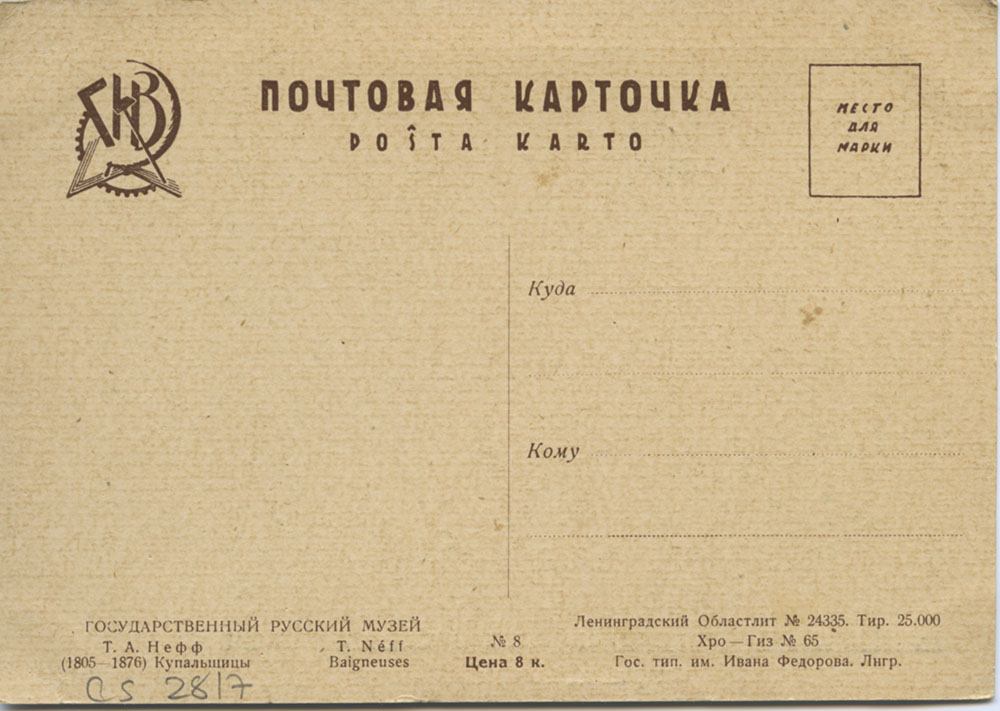 ПОЧТОВАЯ КАРТОЧКА
POŜTA KARTO
МЕСТО
ДЛЯ
МАРКИ
Куда
Кому
ГОСУДАРСТВЕННЫЙ РУССКИЙ МУЗЕЙ
Т. А. Нефф
(1805—1876) Купальщицы
T. Néff
Baigneuses
№ 8
Цена 8 к.
Ленинградский Областлит № 24335. Тир. 25.000
Хро — Гиз № 65
Гос. тип. им. Ивана Федорова. Лнгр.
CS 2817